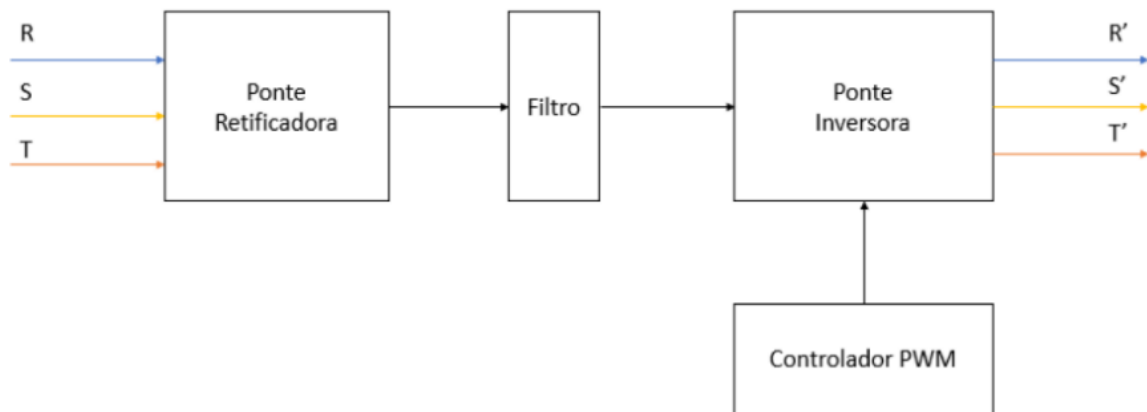 R
S
T
Ponte
Retificadora
Filtro
Ponte
Inversora
R’
S’
T’
Controlador PWM